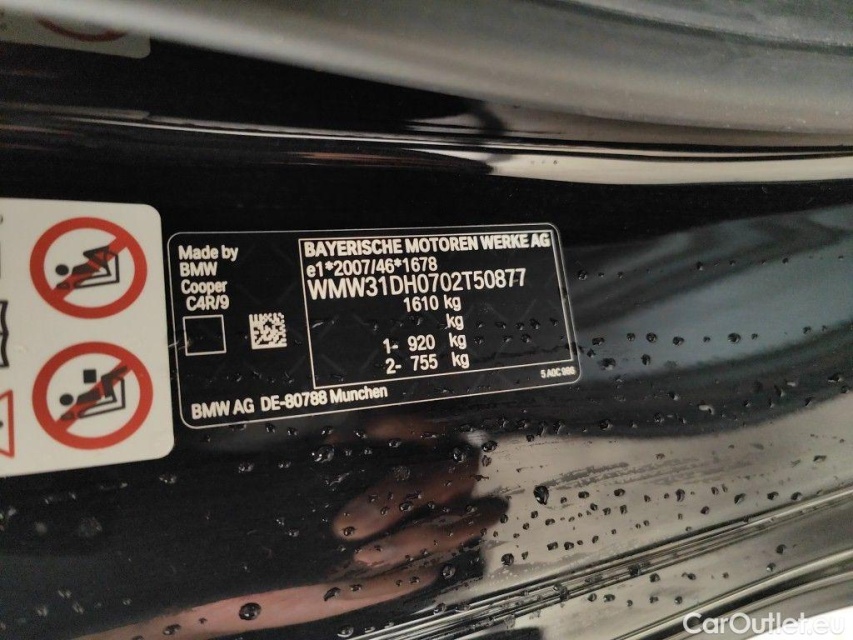 Made by
BMW
Cooper
C4R/9
BAYERISCHE MOTOREN WERKE AG
e1*2007/46*1678
WMW31DH0702T50877
1610 kg
kg
1- 920 kg
2- 755 kg
5 A0C 986
BMW AG DE-80788 Munchen
CarOutlet.eu